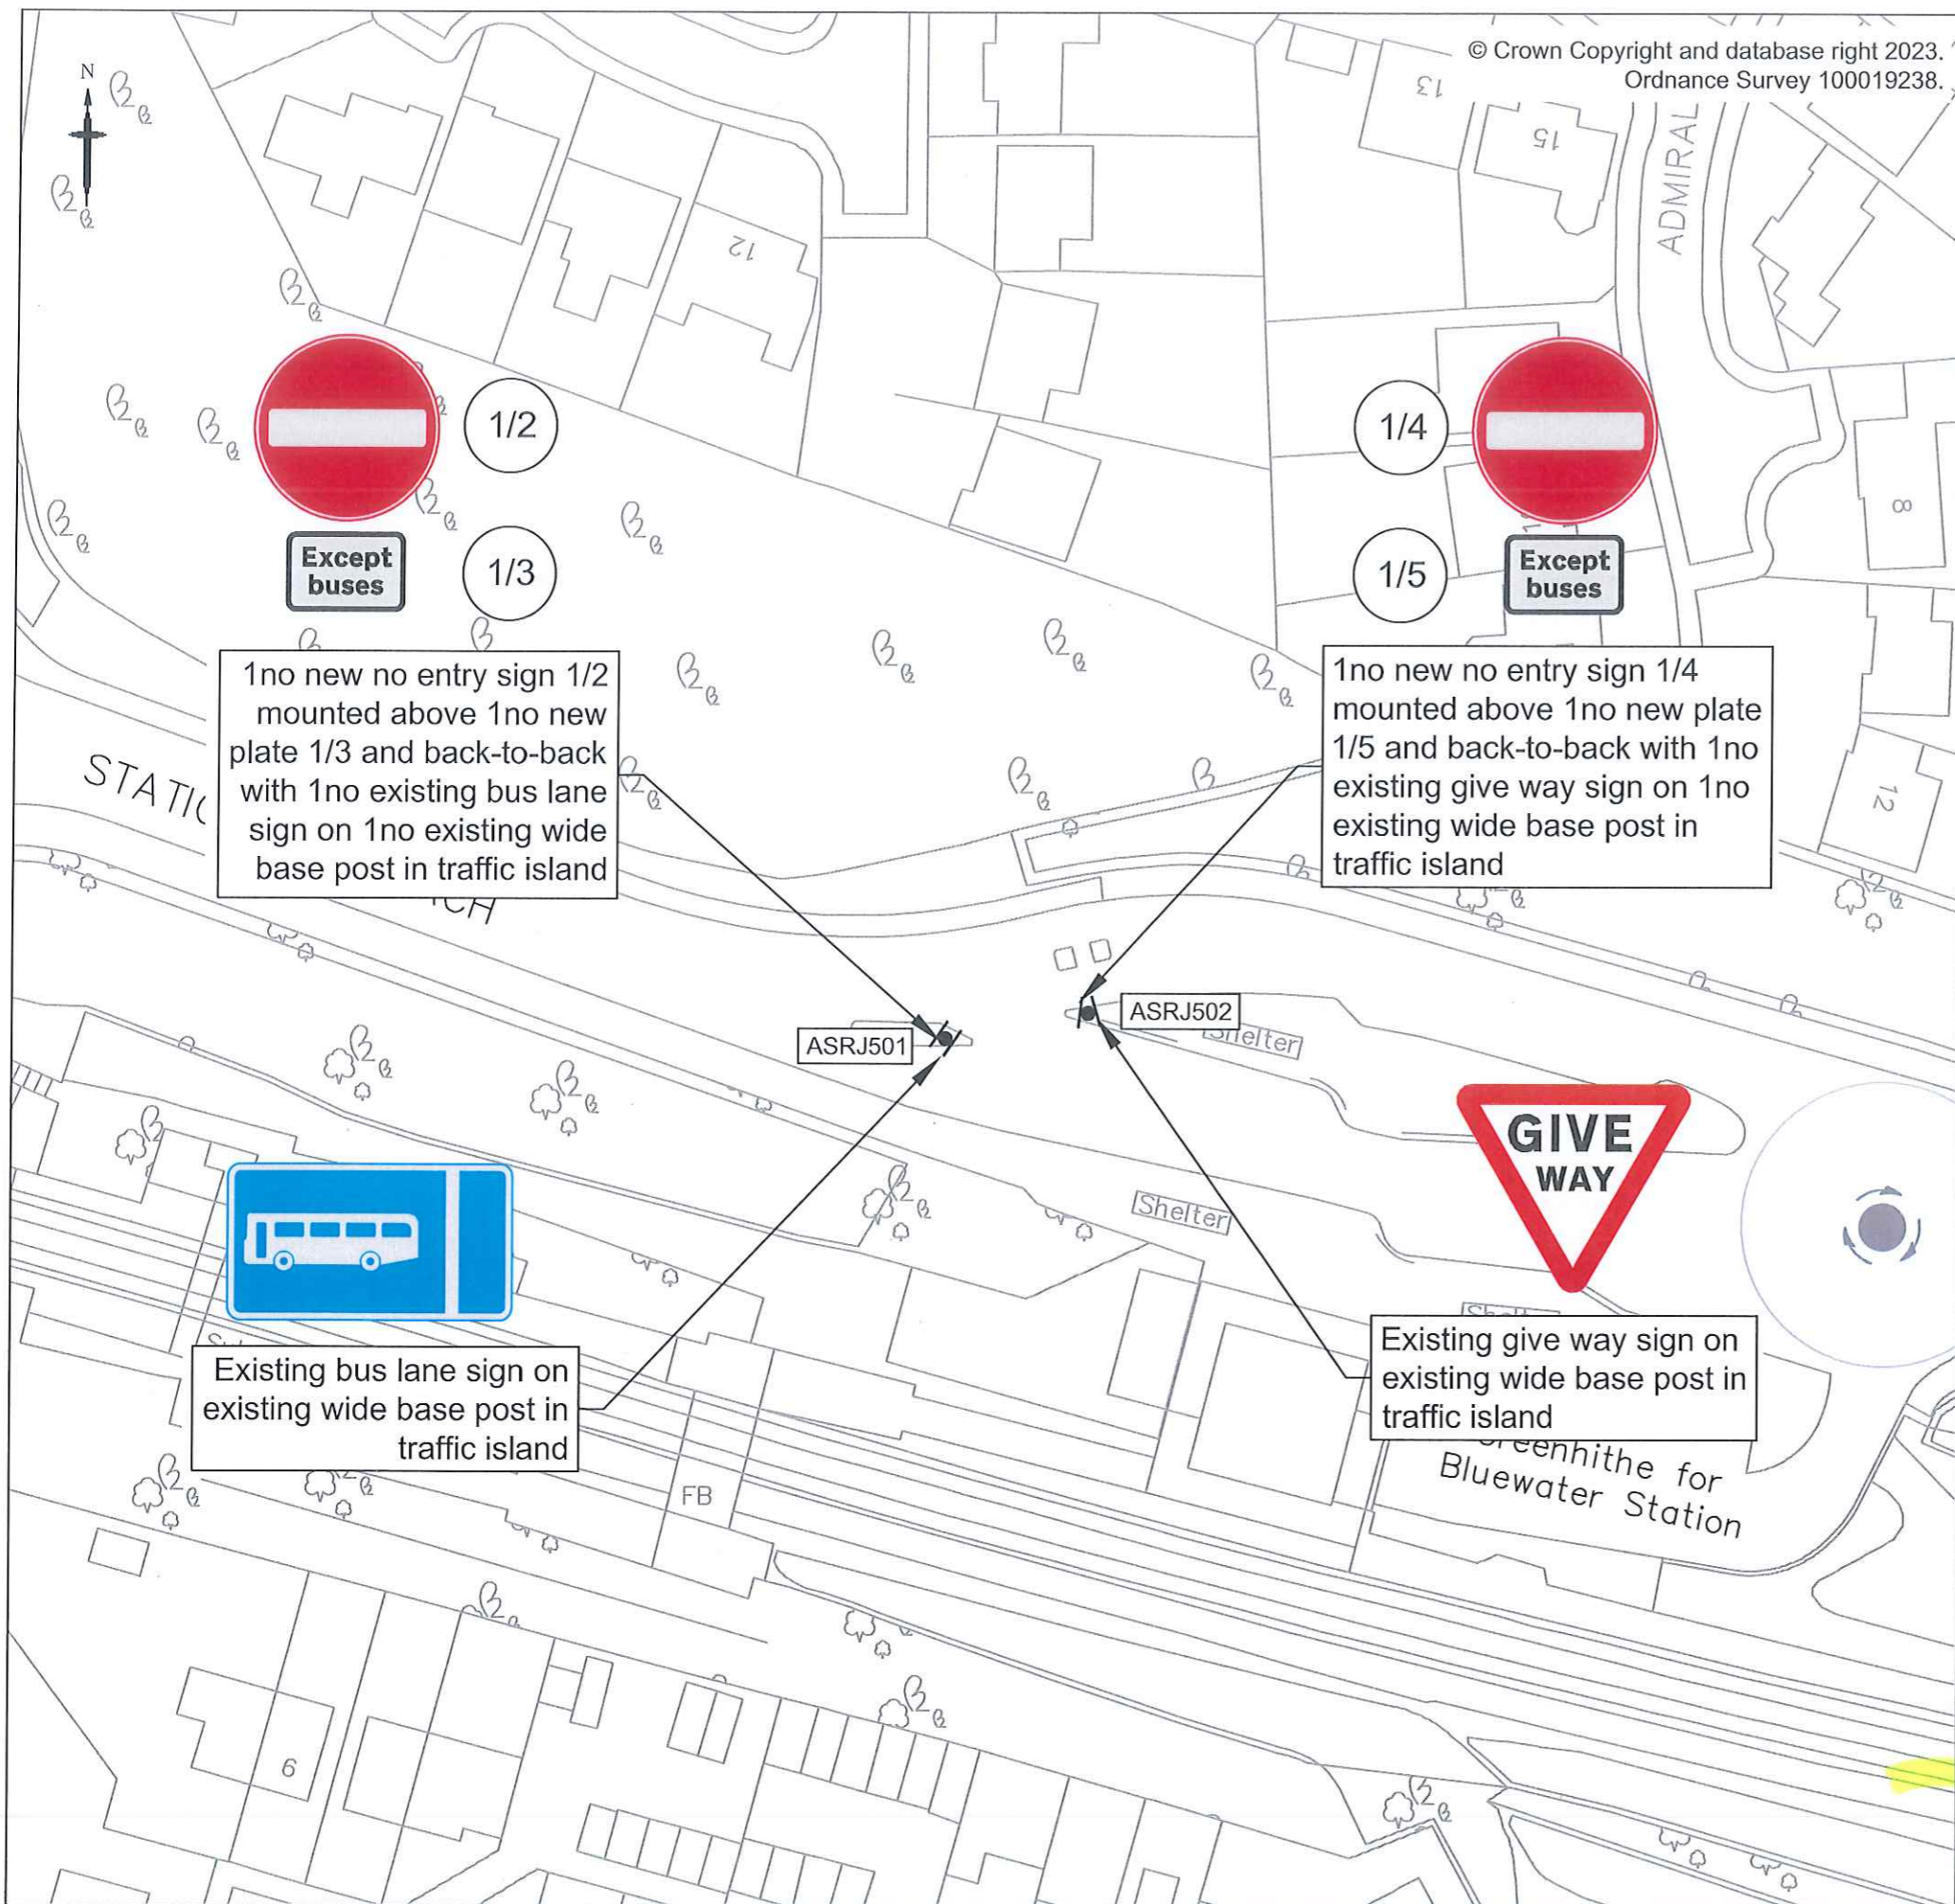 © Crown Copyright and database right 2023.
Ordnance Survey 100019238.
N
13
15
ADMIRAL
12
1/2
1/4
8
Except
buses
1/3
1/5
Except
buses
1no new no entry sign 1/2
mounted above 1no new
plate 1/3 and back-to-back
with 1no existing bus lane
sign on 1no existing wide
base post in traffic island
1no new no entry sign 1/4
mounted above 1no new plate
1/5 and back-to-back with 1no
existing give way sign on 1no
existing wide base post in
traffic island
12
ASRJ501
ASRJ502
Shelter
GIVE
WAY
Shelter
Existing bus lane sign on
existing wide base post in
traffic island
Existing give way sign on
existing wide base post in
traffic island
Greenhithe for
Bluewater Station
FB
6